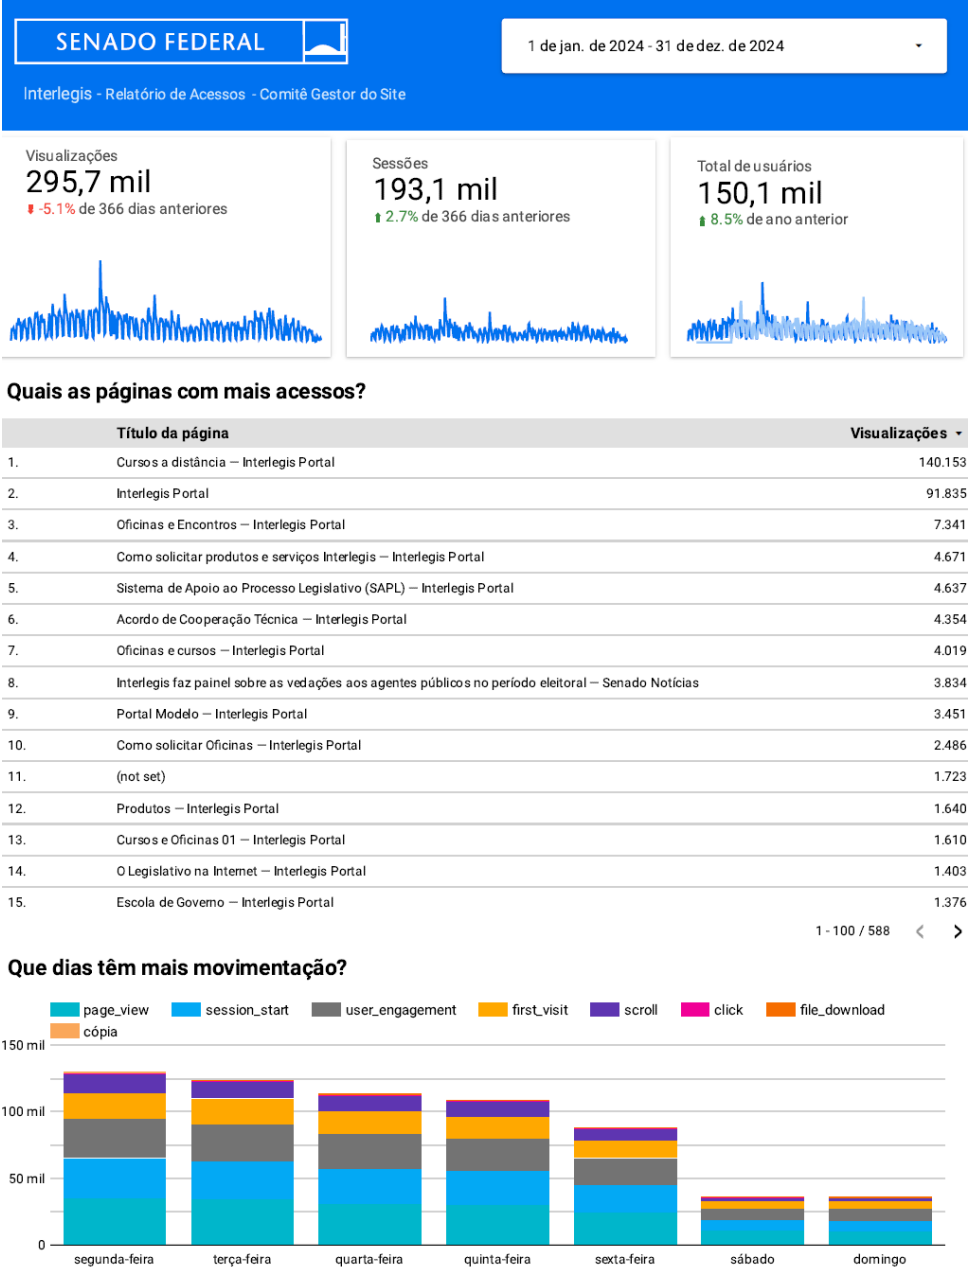 SENADO FEDERAL
1 de jan. de 2024 - 31 de dez. de 2024
Interlegis - Relatório de Acessos - Comitê Gestor do Site
Visualizações
295,7 mil
-5.1% de 366 dias anteriores
Sessões
193,1 mil
2.7% de 366 dias anteriores
Total de usuários
150,1 mil
8.5% de ano anterior
Quais as páginas com mais acessos?
Título da página Visualizações
1. Cursos a distância — Interlegis Portal 140.153
2. Interlegis Portal 91.835
3. Oficinas e Encontros — Interlegis Portal 7.341
4. Como solicitar produtos e serviços Interlegis — Interlegis Portal 4.671
5. Sistema de Apoio ao Processo Legislativo (SAPL) — Interlegis Portal 4.637
6. Acordo de Cooperação Técnica — Interlegis Portal 4.354
7. Oficinas e cursos — Interlegis Portal 4.019
8. Interlegis faz painel sobre as vedações aos agentes públicos no período eleitoral — Senado Notícias 3.834
9. Portal Modelo — Interlegis Portal 3.451
10. Como solicitar Oficinas — Interlegis Portal 2.486
11. (not set) 1.723
12. Produtos — Interlegis Portal 1.640
13. Cursos e Oficinas 01 — Interlegis Portal 1.610
14. O Legislativo na Internet — Interlegis Portal 1.403
15. Escola de Governo — Interlegis Portal 1.376
1 - 100 / 588
Que dias têm mais movimentação?
page_view session_start user_engagement first_visit scroll click file_download
cópia
150 mil
100 mil
50 mil
0
segunda-feira terça-feira quarta-feira quinta-feira sexta-feira sábado domingo